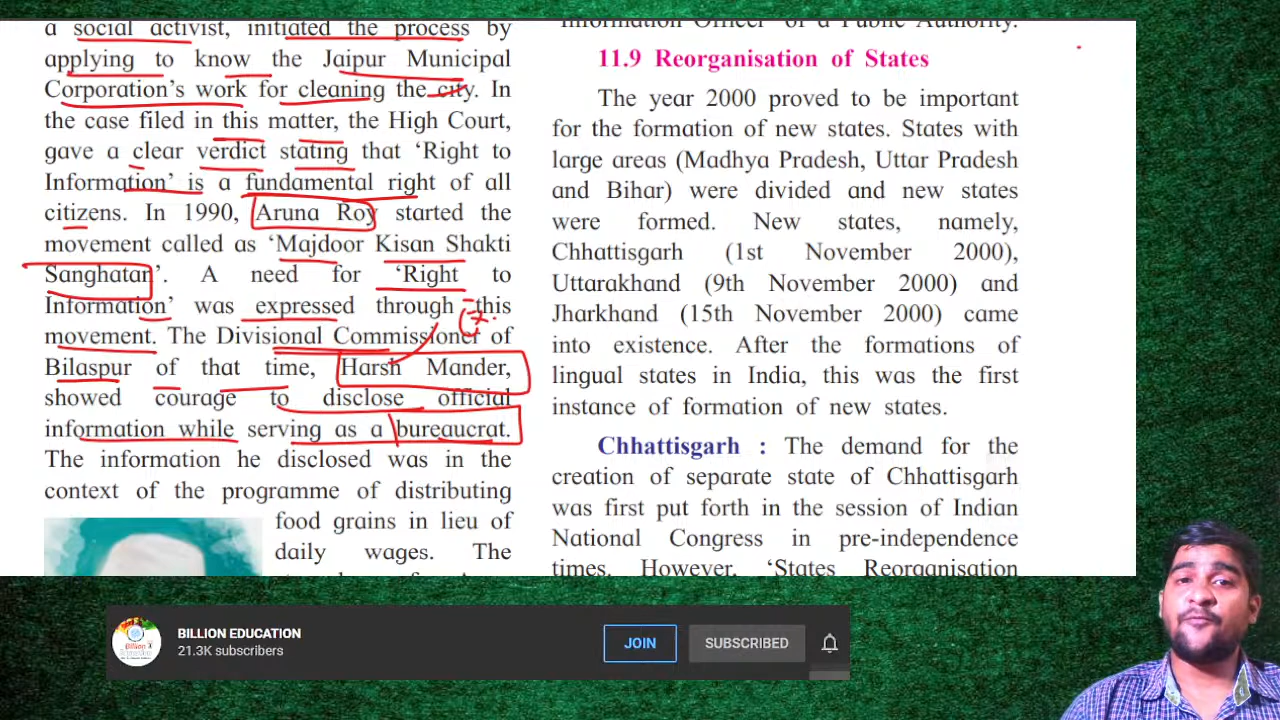 a social activist, initiated the process by
applying to know the Jaipur Municipal
Corporation's work for cleaning the city. In
the case filed in this matter, the High Court,
gave a clear verdict stating that ‘Right to
Information’ is a fundamental right of all
citizens. In 1990, Aruna Roy started the
movement called as ‘Majdoor Kisan Shakti
Sanghatan’. A need for ‘Right to
Information’ was expressed through this
movement. The Divisional Commissioner of
Bilaspur of that time, Harsh Mander,
showed courage to disclose official
information while serving as a bureaucrat.
The information he disclosed was in the
context of the programme of distributing
food grains in lieu of
daily wages. The
Information Officer of a Public Authority.
11.9 Reorganisation of States
The year 2000 proved to be important
for the formation of new states. States with
large areas (Madhya Pradesh, Uttar Pradesh
and Bihar) were divided and new states
were formed. New states, namely,
Chhattisgarh (1st November 2000),
Uttarakhand (9th November 2000) and
Jharkhand (15th November 2000) came
into existence. After the formations of
lingual states in India, this was the first
instance of formation of new states.
Chhattisgarh : The demand for the
creation of separate state of Chhattisgarh
was first put forth in the session of Indian
National Congress in pre-independence
times. However, ‘States Reorganisation
BILLION EDUCATION
21.3K subscribers
JOIN
SUBSCRIBED